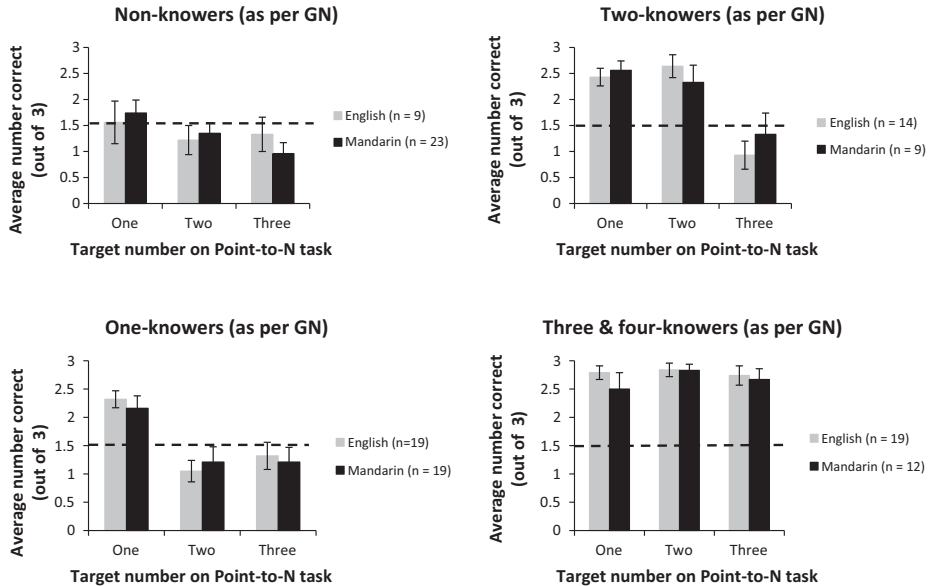 Non-knowers (as per GN)
Average number correct
(out of 3)
3
2.5
2
1.5
1
0.5
0
One Two Three
Target number on Point-to-N task
English (n = 9)
Mandarin (n = 23)
Two-knowers (as per GN)
Average number correct
(out of 3)
3
2.5
2
1.5
1
0.5
0
One Two Three
Target number on Point-to-N task
English (n = 14)
Mandarin (n = 9)
One-knowers (as per GN)
Average number correct
(out of 3)
3
2.5
2
1.5
1
0.5
0
One Two Three
Target number on Point-to-N task
English (n=19)
Mandarin (n = 19)
Three & four-knowers (as per GN)
Average number correct
(out of 3)
3
2.5
2
1.5
1
0.5
0
One Two Three
Target number on Point-to-N task
English (n = 19)
Mandarin (n = 12)